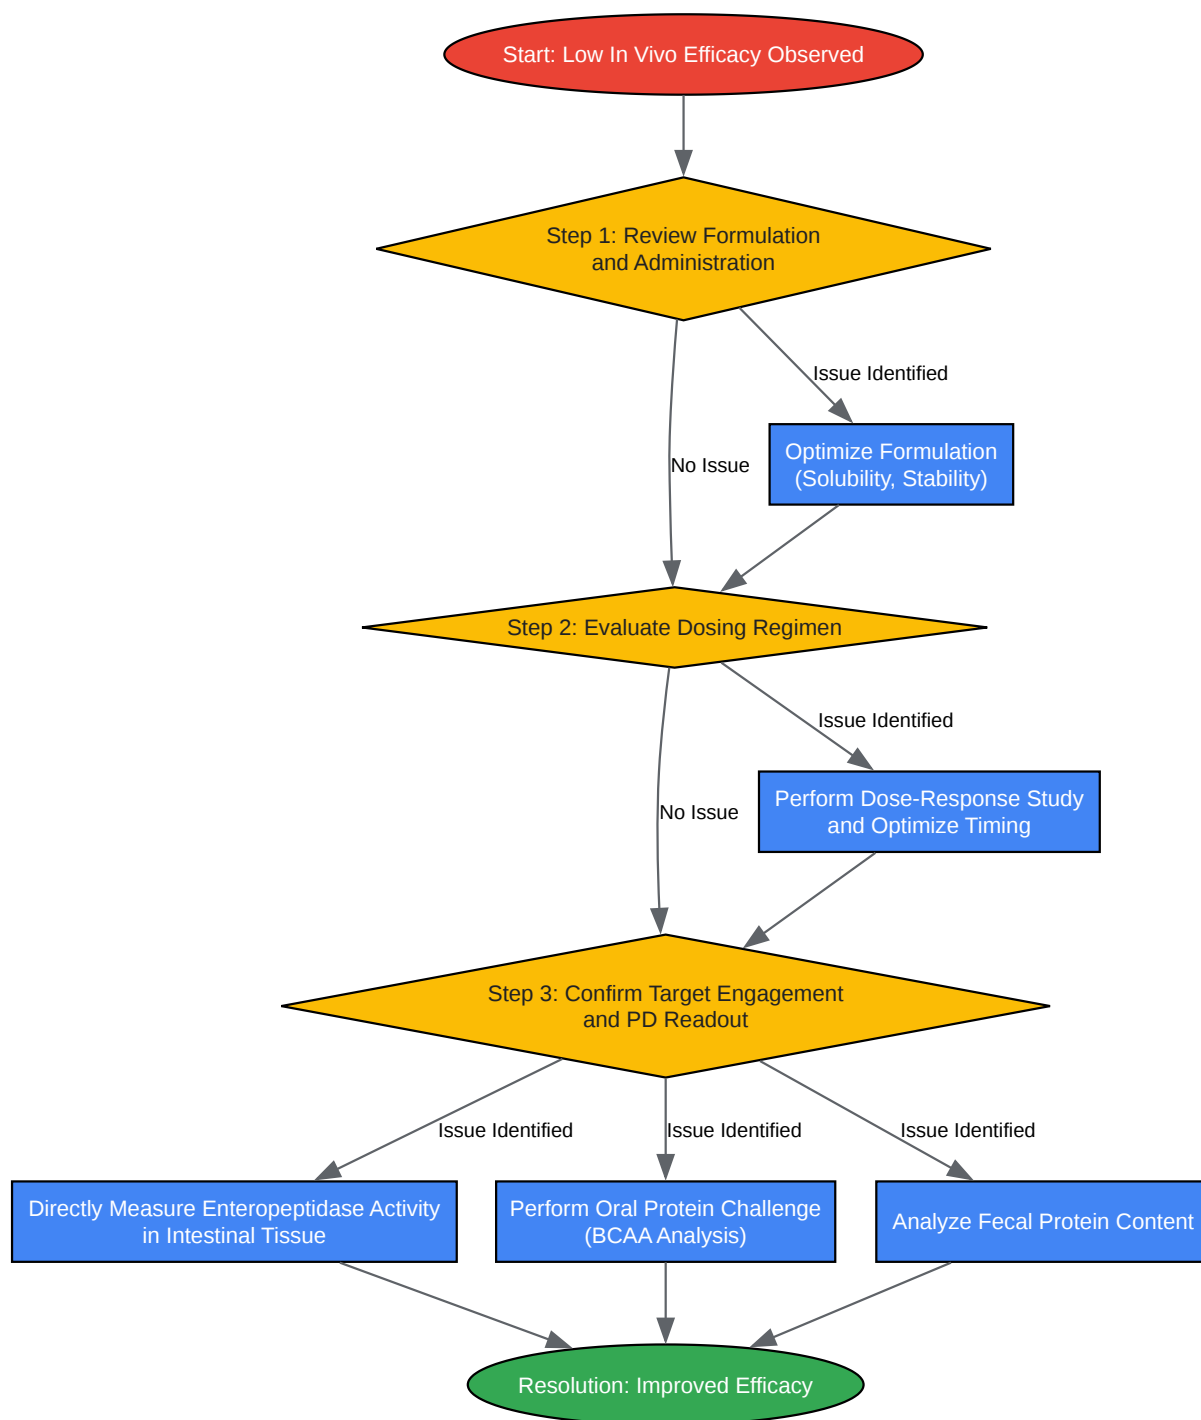 Start: Low In Vivo Efficacy Observed
Step 1: Review Formulation
and Administration
Issue Identified
No Issue
Optimize Formulation
(Solubility, Stability)
Step 2: Evaluate Dosing Regimen
Issue Identified
No Issue
Perform Dose-Response Study
and Optimize Timing
Step 3: Confirm Target Engagement
and PD Readout
Issue Identified
Issue Identified
Issue Identified
Directly Measure Enteropeptidase Activity
in Intestinal Tissue
Perform Oral Protein Challenge
(BCAA Analysis)
Analyze Fecal Protein Content
Resolution: Improved Efficacy